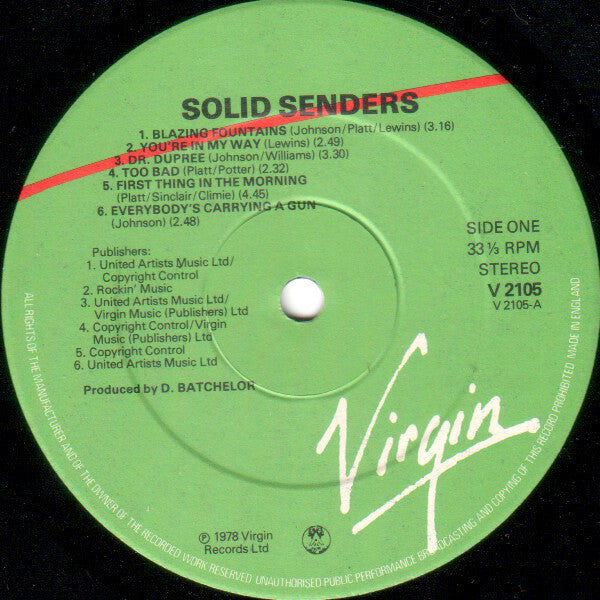 SOLID SENDERS
1. BLAZING FOUNTAINS (Johnson/Platt/Lewins) (3.16)
2. YOU'RE IN MY WAY (Lewins) (2.49)
3. DR. DUPREE (Johnson/Williams) (3.30)
4. TOO BAD (Platt/Potter) (2.32)
5. FIRST THING IN THE MORNING
(Platt/Sinclair/Climie) (4.45)
6. EVERYBODY'S CARRYING A GUN
(Johnson) (2.48)
Publishers:
1. United Artists Music Ltd/
Copyright Control
2. Rockin' Music
3. United Artists Music Ltd/
Virgin Music (Publishers) Ltd
4. Copyright Control/Virgin
Music (Publishers) Ltd
5. Copyright Control
6. United Artists Music Ltd
Produced by D. BATCHELOR
SIDE ONE
33⅓ RPM
STEREO
V 2105
V 2105-A
Virgin
℗ 1978 Virgin
Records Ltd
ALL RIGHTS OF THE MANUFACTURER AND OF THE OWNER OF THE RECORDED WORK RESERVED UNAUTHORISED PUBLIC PERFORMANCE BROADCASTING AND COPYING OF THIS RECORD PROHIBITED MADE IN ENGLAND